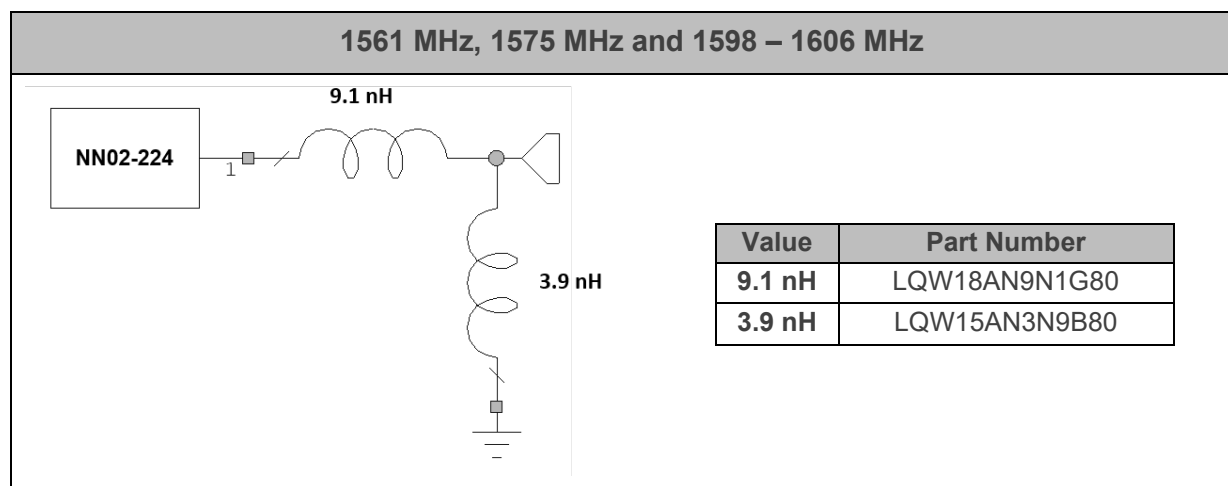 1561 MHz, 1575 MHz and 1598 – 1606 MHz
9.1 nH
NN02-224
1
3.9 nH
Value Part Number
9.1 nH LQW18AN9N1G80
3.9 nH LQW15AN3N9B80